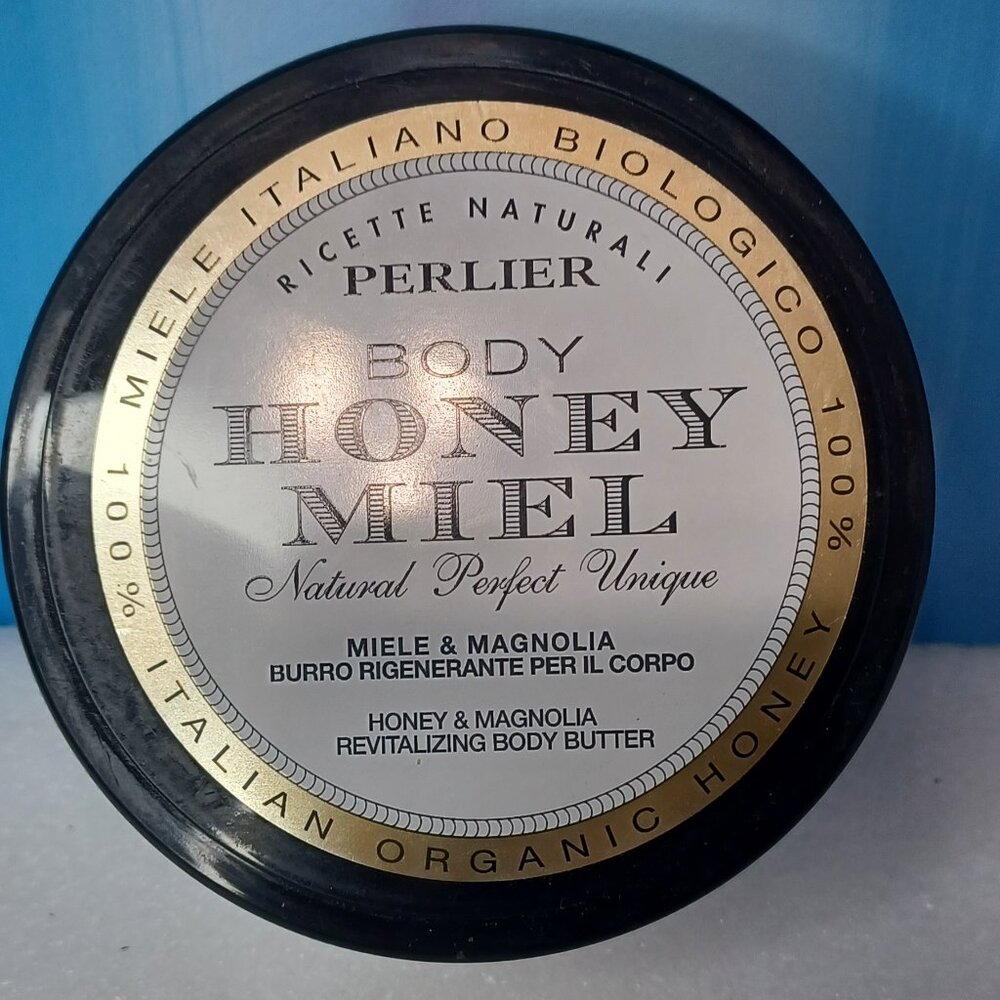 MIELE ITALIANO BIOLOGICO 100%
ITALIAN ORGANIC HONEY 100%
RICETTE NATURALI
PERLIER
BODY
HONEY
MIEL
Natural Perfect Unique
MIELE & MAGNOLIA
BURRO RIGENERANTE PER IL CORPO
HONEY & MAGNOLIA
REVITALIZING BODY BUTTER